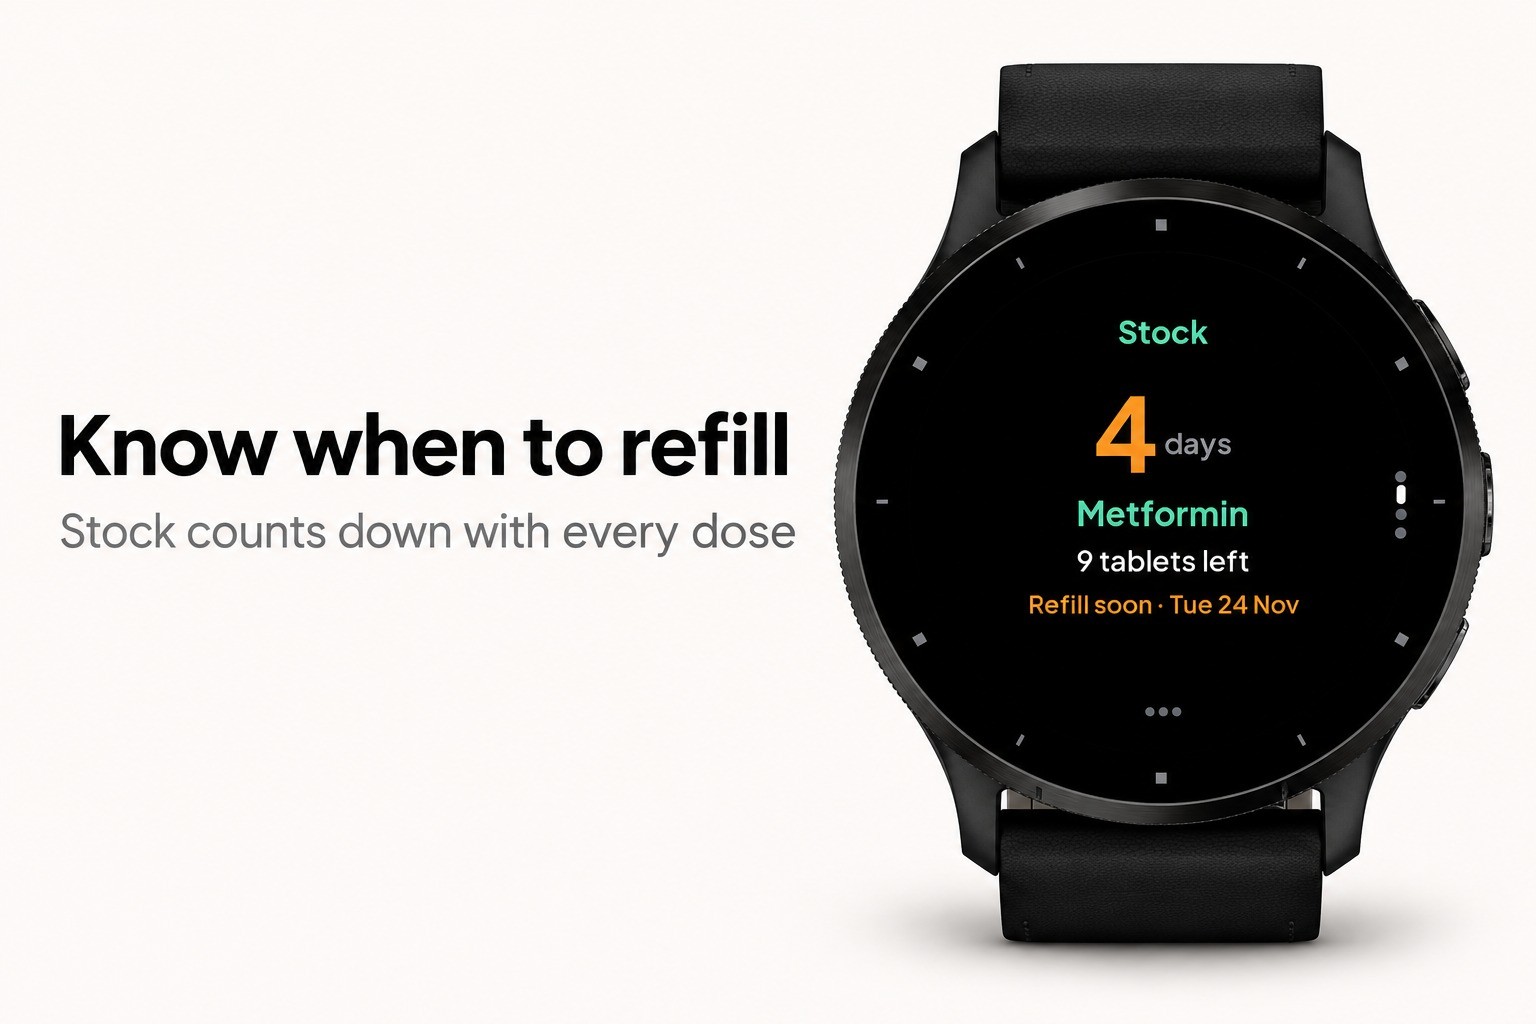 Know when to refill
Stock counts down with every dose
Stock
4 days
Metformin
9 tablets left
Refill soon · Tue 24 Nov